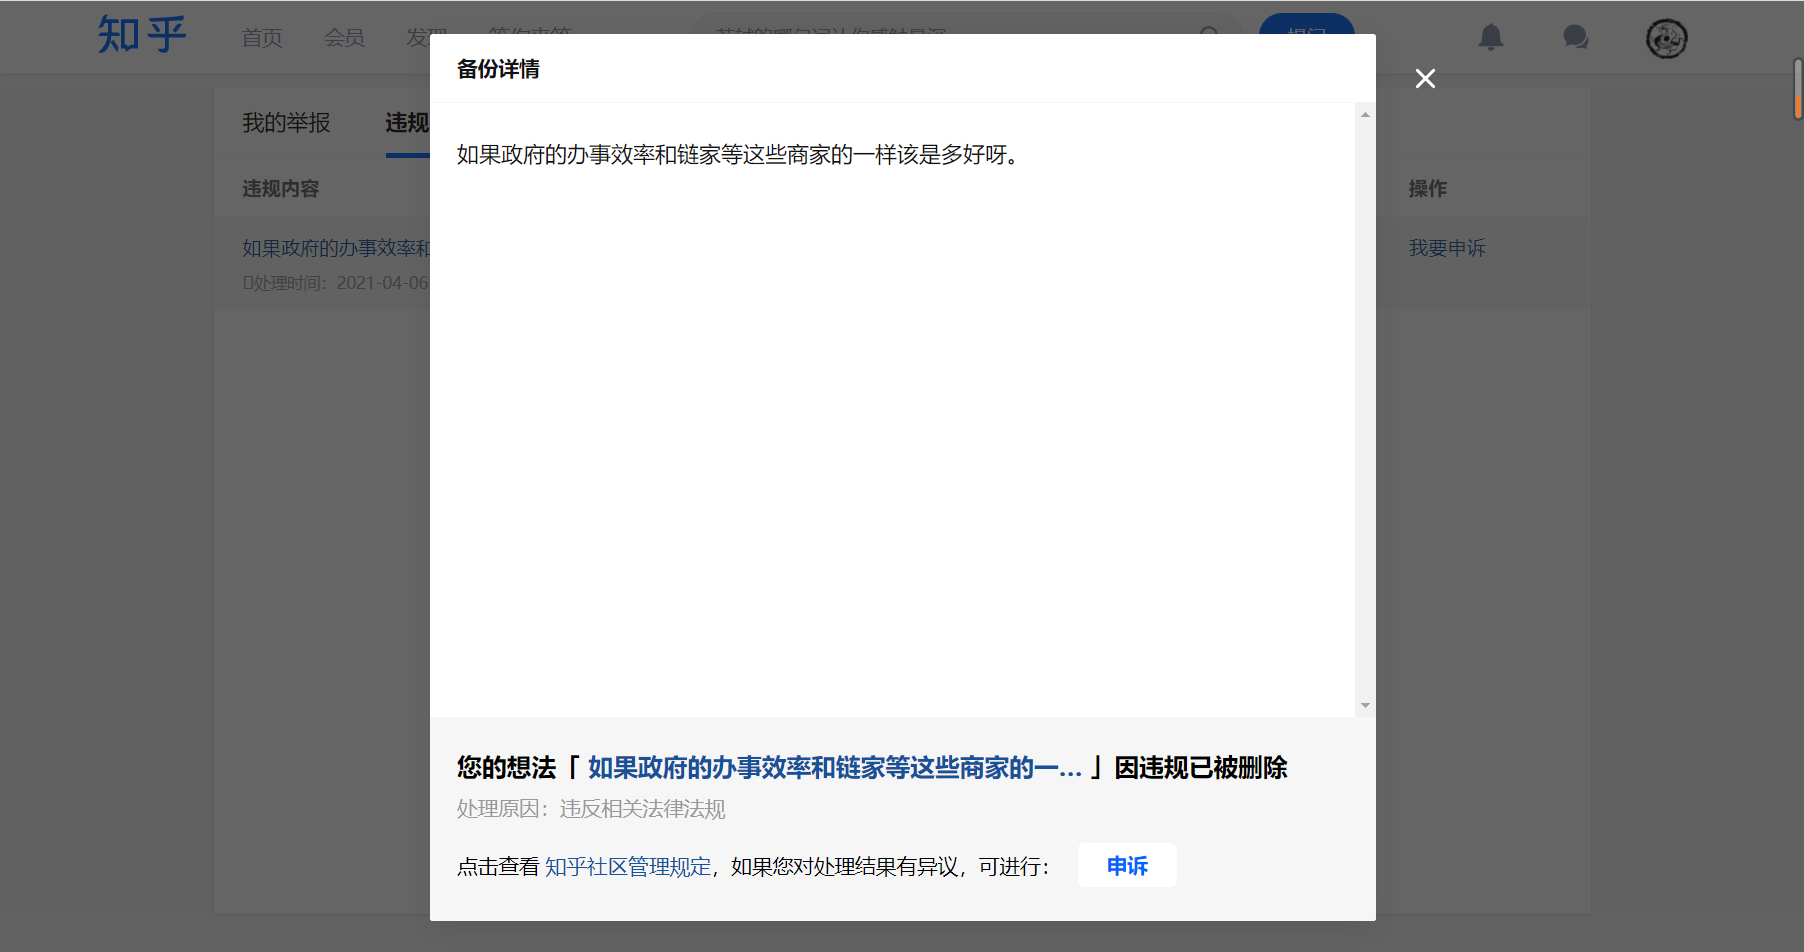 知乎
首页 会员 发现
备份详情
我的举报 违规
如果政府的办事效率和链家等这些商家的一样该是多好呀。
违规内容 操作
如果政府的办事效率和 我要申诉
处理时间：2021-04-06
您的想法「 如果政府的办事效率和链家等这些商家的一... 」因违规已被删除
处理原因：违反相关法律法规
点击查看 知乎社区管理规定，如果您对处理结果有异议，可进行： 申诉